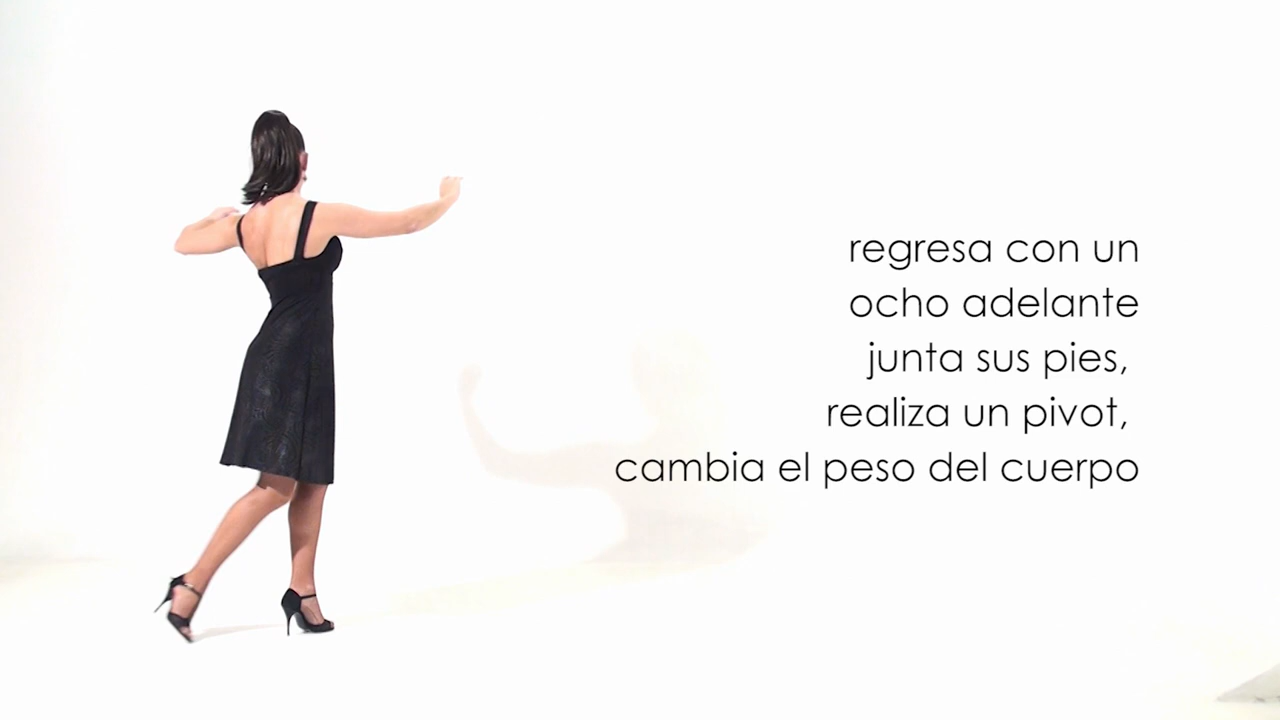 regresa con un
ocho adelante
junta sus pies,
realiza un pivot,
cambia el peso del cuerpo